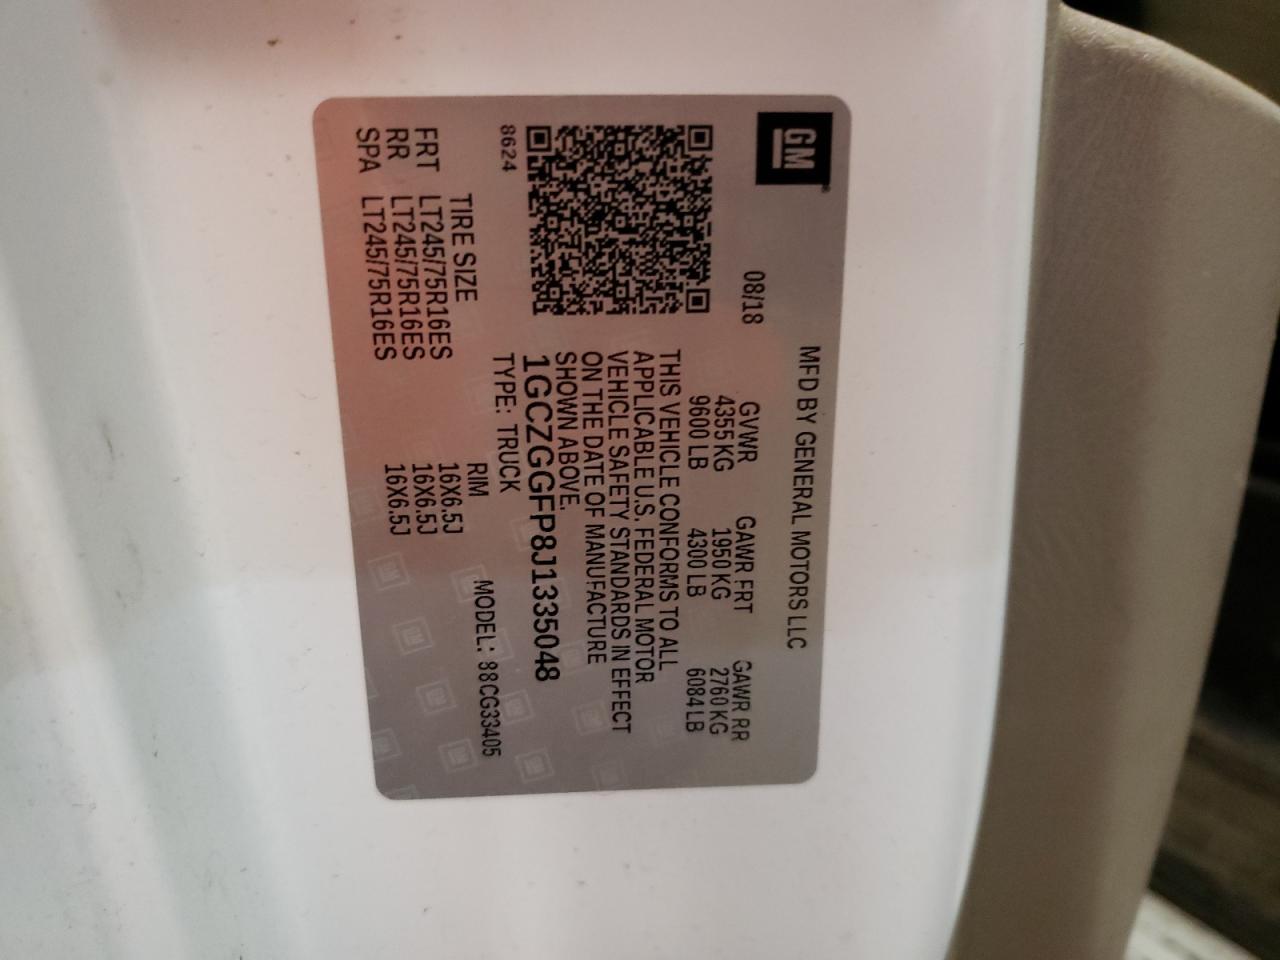 GM
MFD BY GENERAL MOTORS LLC
08/18
GVWR GAWR FRT GAWR RR
4355 KG 1950 KG 2760 KG
9600 LB 4300 LB 6084 LB
THIS VEHICLE CONFORMS TO ALL
APPLICABLE U.S. FEDERAL MOTOR
VEHICLE SAFETY STANDARDS IN EFFECT
ON THE DATE OF MANUFACTURE
SHOWN ABOVE.
1GCZGGFP8J1335048
8624
TYPE: TRUCK MODEL: 88CG33405
TIRE SIZE RIM
FRT LT245/75R16ES 16X6.5J
RR LT245/75R16ES 16X6.5J
SPA LT245/75R16ES 16X6.5J